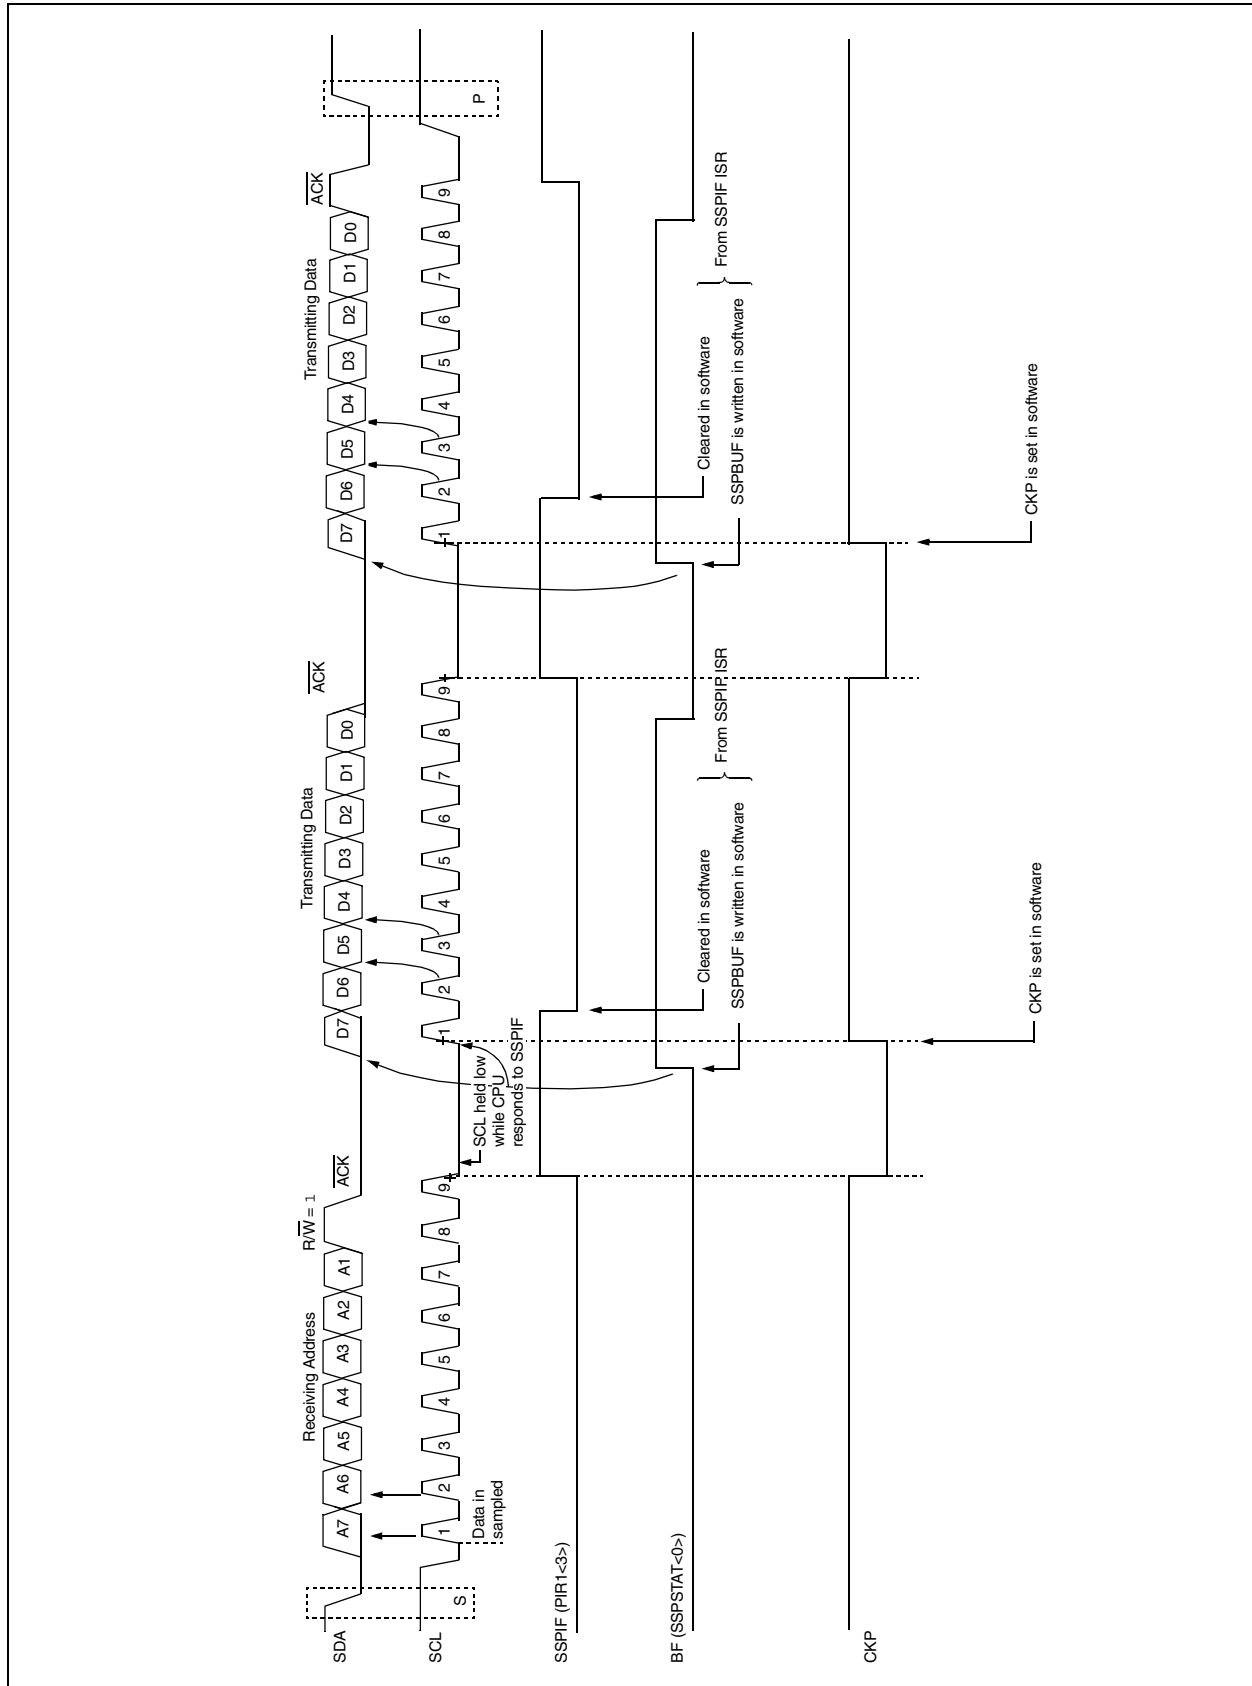 Receiving Address
R/W = 1
ACK
Transmitting Data
ACK
Transmitting Data
ACK
SDA
A7 A6 A5 A4 A3 A2 A1
D7 D6 D5 D4 D3 D2 D1 D0
D7 D6 D5 D4 D3 D2 D1 D0
SCL
S
1 2 3 4 5 6 7 8 9
1 2 3 4 5 6 7 8 9
1 2 3 4 5 6 7 8 9
P
Data in
sampled
SCL held low
while CPU
responds to SSPIF
SSPIF (PIR1<3>)
Cleared in software
Cleared in software
BF (SSPSTAT<0>)
From SSPIF ISR
From SSPIF ISR
SSPBUF is written in software
SSPBUF is written in software
CKP
CKP is set in software
CKP is set in software